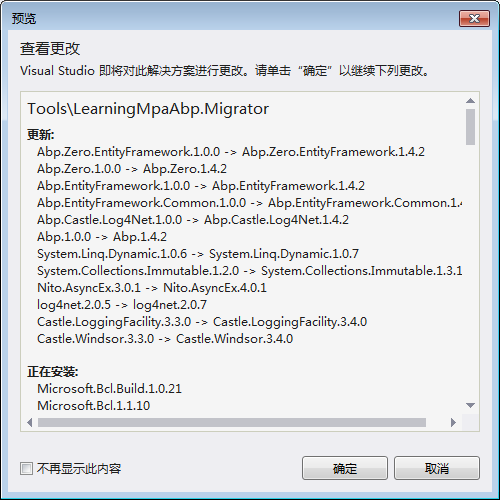 预览
查看更改
Visual Studio 即将对此解决方案进行更改。请单击“确定”以继续下列更改。
Tools\LearningMpaAbp.Migrator
更新:
Abp.Zero.EntityFramework.1.0.0 -> Abp.Zero.EntityFramework.1.4.2
Abp.Zero.1.0.0 -> Abp.Zero.1.4.2
Abp.EntityFramework.1.0.0 -> Abp.EntityFramework.1.4.2
Abp.EntityFramework.Common.1.0.0 -> Abp.EntityFramework.Common.1.4
Abp.Castle.Log4Net.1.0.0 -> Abp.Castle.Log4Net.1.4.2
Abp.1.0.0 -> Abp.1.4.2
System.Linq.Dynamic.1.0.6 -> System.Linq.Dynamic.1.0.7
System.Collections.Immutable.1.2.0 -> System.Collections.Immutable.1.3.1
Nito.AsyncEx.3.0.1 -> Nito.AsyncEx.4.0.1
log4net.2.0.5 -> log4net.2.0.7
Castle.LoggingFacility.3.3.0 -> Castle.LoggingFacility.3.4.0
Castle.Windsor.3.3.0 -> Castle.Windsor.3.4.0
正在安装:
Microsoft.Bcl.Build.1.0.21
Microsoft.Bcl.1.1.10
不再显示此内容
确定
取消